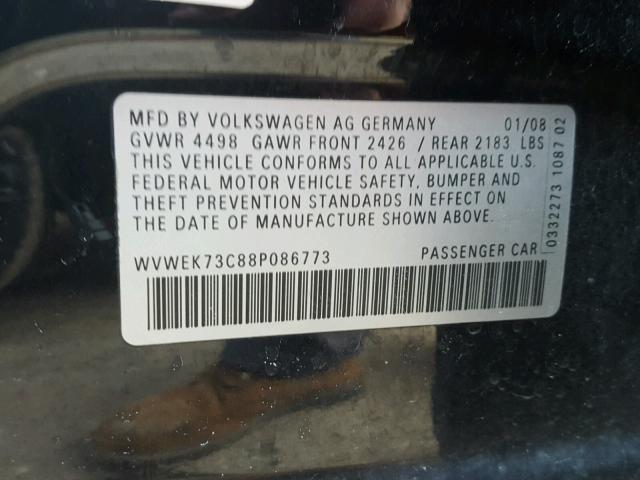 MFD BY VOLKSWAGEN AG GERMANY 01/08
GVWR 4498 GAWR FRONT 2426 / REAR 2183 LBS
THIS VEHICLE CONFORMS TO ALL APPLICABLE U.S.
FEDERAL MOTOR VEHICLE SAFETY, BUMPER AND
THEFT PREVENTION STANDARDS IN EFFECT ON
THE DATE OF MANUFACTURE SHOWN ABOVE.
WVWEK73C88P086773 PASSENGER CAR
0332273 1087 02